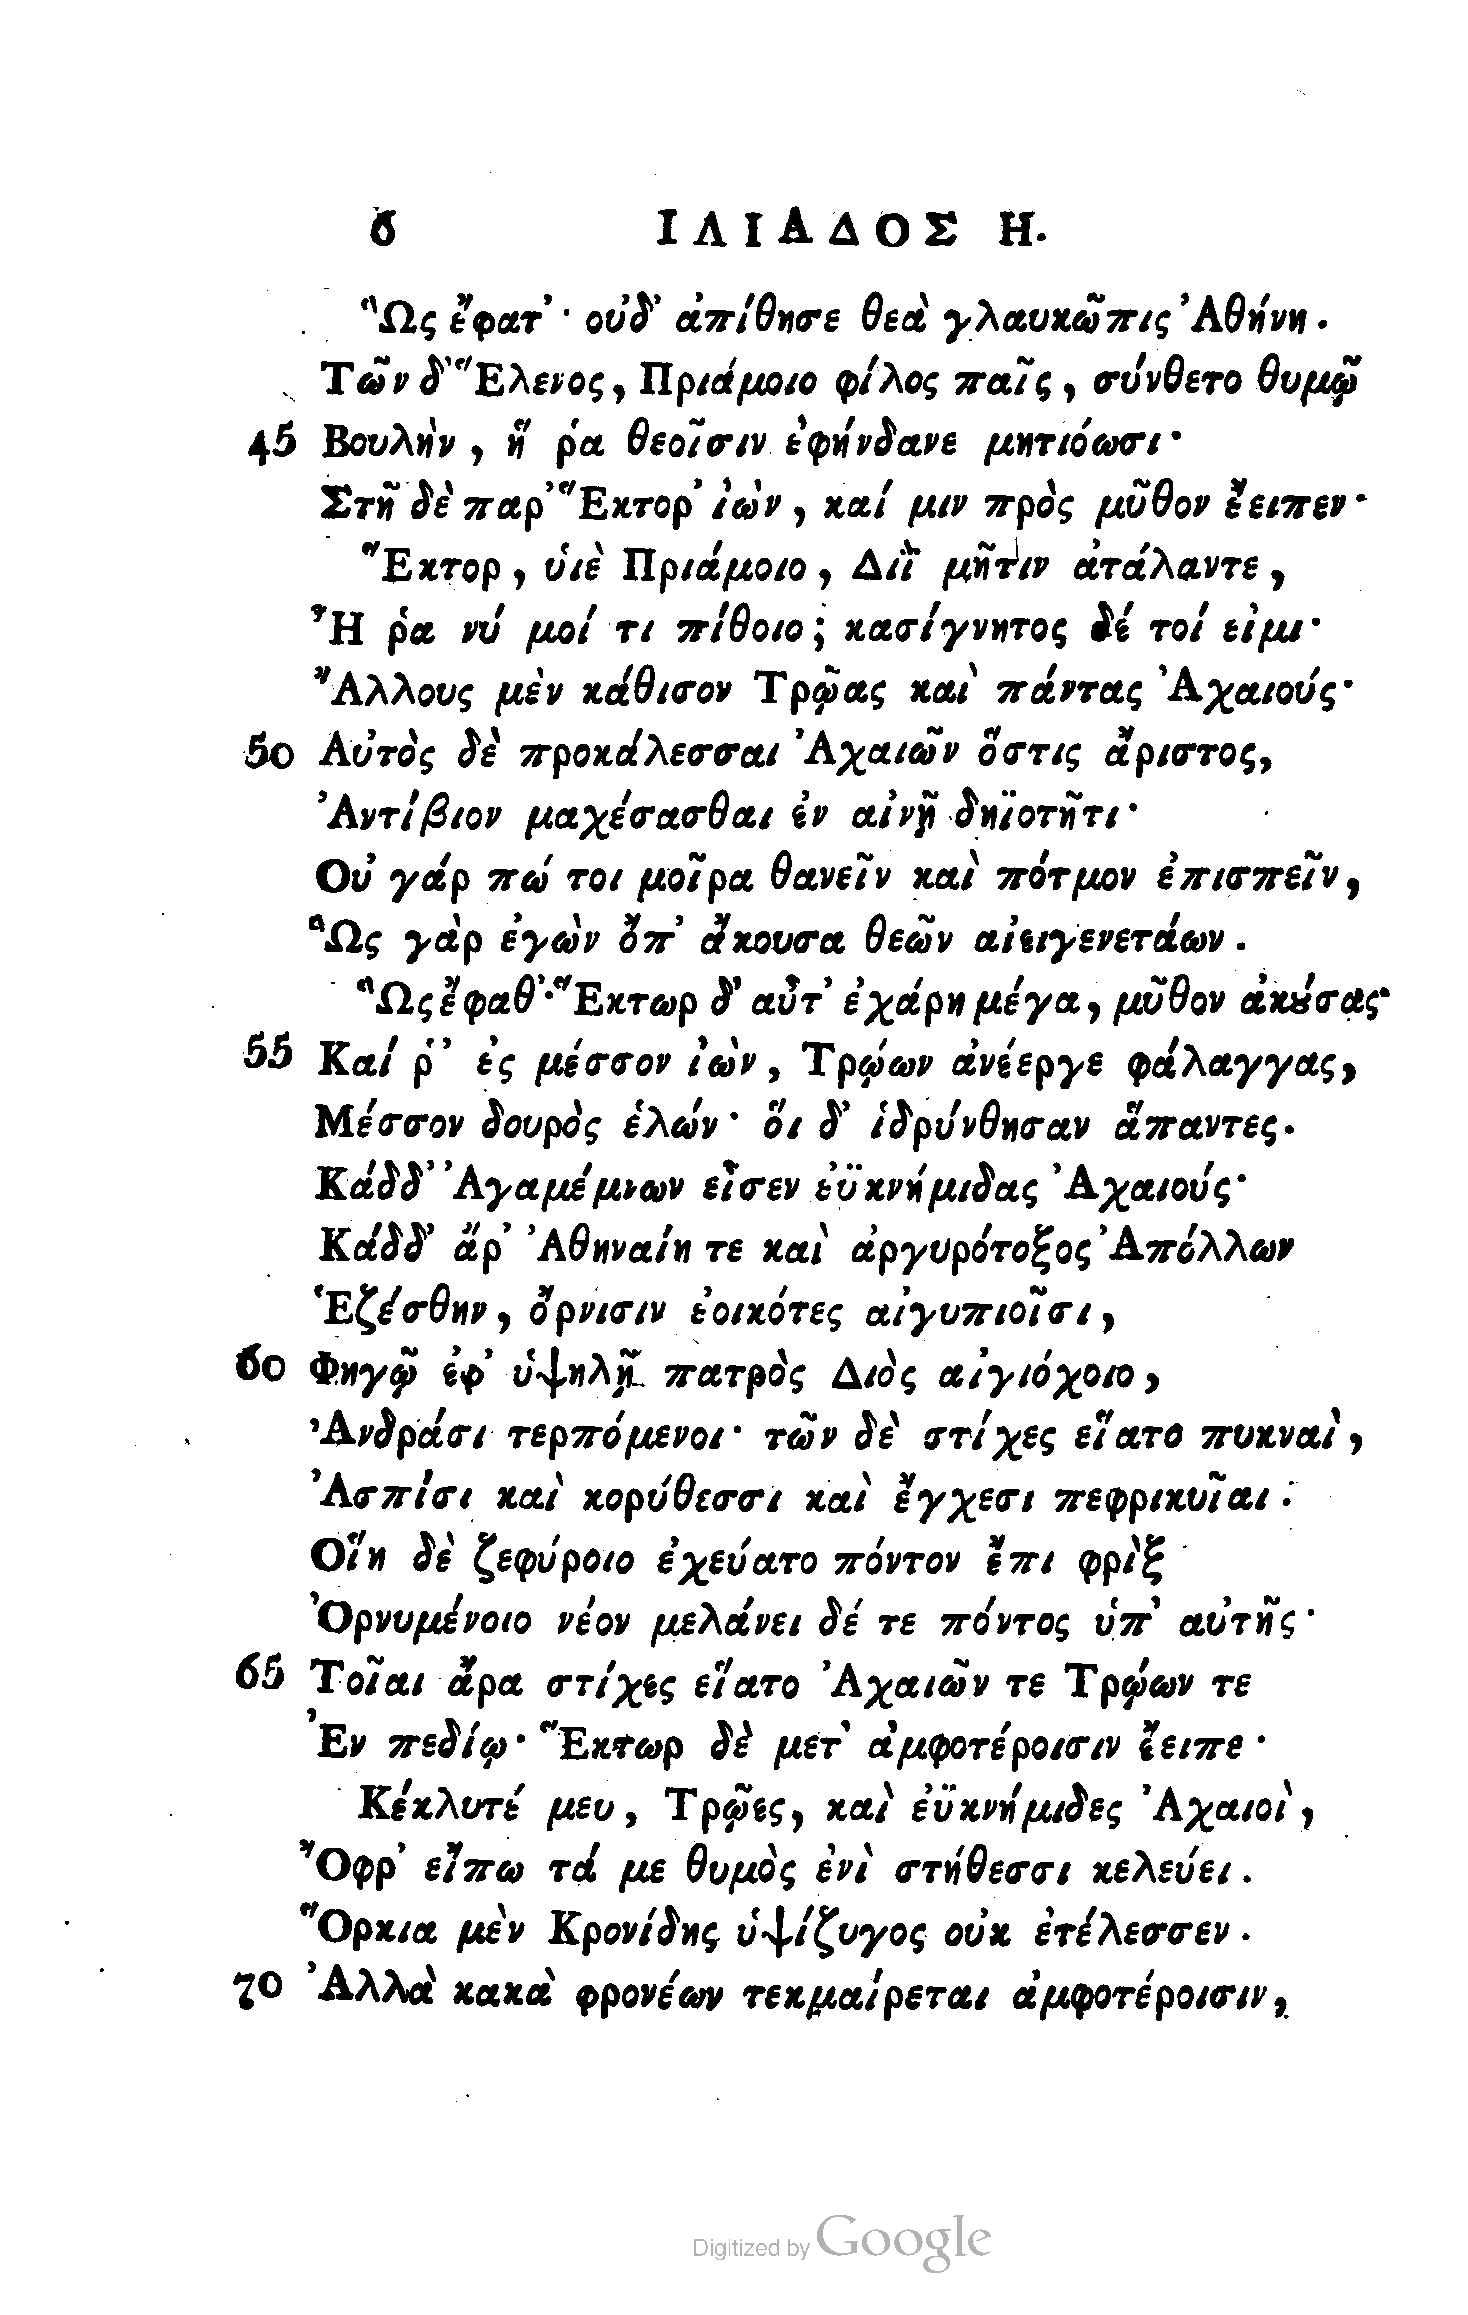 6 ΙΛΙΑΔΟΣ Η.
Ὣς ἔφατ’· οὐδ’ ἀπίθησε θεὰ γλαυκῶπις Ἀθήνη.
Τῶν δ’ Ἕλενος, Πριάμοιο φίλος παῖς, σύνθετο θυμῷ
45 Βουλὴν, ἥ ῥα θεοῖσιν ἐφήνδανε μητιόωσι·
Στῆ δὲ παρ’ Ἕκτορ’ ἰὼν, καί μιν πρὸς μῦθον ἔειπεν·
Ἕκτορ, ὑιὲ Πριάμοιο, Διῒ μῆτιν ἀτάλαντε,
Ἦ ῥα νύ μοί τι πίθοιο; κασίγνητος δέ τοί εἰμι·
Ἄλλους μὲν κάθισον Τρῶας καὶ πάντας Ἀχαιούς·
50 Αὐτὸς δὲ προκάλεσσαι Ἀχαιῶν ὅστις ἄριστος,
Ἀντίβιον μαχέσασθαι ἐν αἰνῇ δηϊοτῆτι·
Οὐ γάρ πώ τοι μοῖρα θανεῖν καὶ πότμον ἐπισπεῖν,
Ὣς γὰρ ἐγὼν ὄπ’ ἄκουσα θεῶν αἰειγενετάων.
Ὣς ἔφαθ’· Ἕκτωρ δ’ αὖτ’ ἐχάρη μέγα, μῦθον ἀκȣ́σας·
55 Καί ῥ’ ἐς μέσσον ἰὼν, Τρώων ἀνέεργε φάλαγγας,
Μέσσον δουρὸς ἑλών· ὅι δ’ ἱδρύνθησαν ἅπαντες.
Κάδδ’ Ἀγαμέμνων εἷσεν ἐϋκνήμιδας Ἀχαιούς·
Κάδδ’ ἄρ’ Ἀθηναίη τε καὶ ἀργυρότοξος Ἀπόλλων
Ἑζέσθην, ὄρνισιν ἐοικότες αἰγυπιοῖσι,
60 Φηγῷ ἐφ’ ὑψηλῇ πατρὸς Διὸς αἰγιόχοιο,
Ἀνδράσι τερπόμενοι· τῶν δὲ στίχες εἵατο πυκναὶ,
Ἀσπίσι καὶ κορύθεσσι καὶ ἔγχεσι πεφρικυῖαι·
Οἵη δὲ ζεφύροιο ἐχεύατο πόντον ἔπι φρὶξ
Ὀρνυμένοιο νέον μελάνει δέ τε πόντος ὑπ’ αὐτῆς·
65 Τοῖαι ἄρα στίχες εἵατο Ἀχαιῶν τε Τρώων τε
Ἐν πεδίῳ· Ἕκτωρ δὲ μετ’ ἀμφοτέροισιν ἔειπε·
Κέκλυτέ μευ, Τρῶες, καὶ ἐϋκνήμιδες Ἀχαιοὶ,
Ὄφρ’ εἴπω τά με θυμὸς ἐνὶ στήθεσσι κελεύει.
Ὅρκια μὲν Κρονίδης ὑψίζυγος οὐκ ἐτέλεσσεν.
70 Ἀλλὰ κακὰ φρονέων τεκμαίρεται ἀμφοτέροισιν,
Digitized by Google